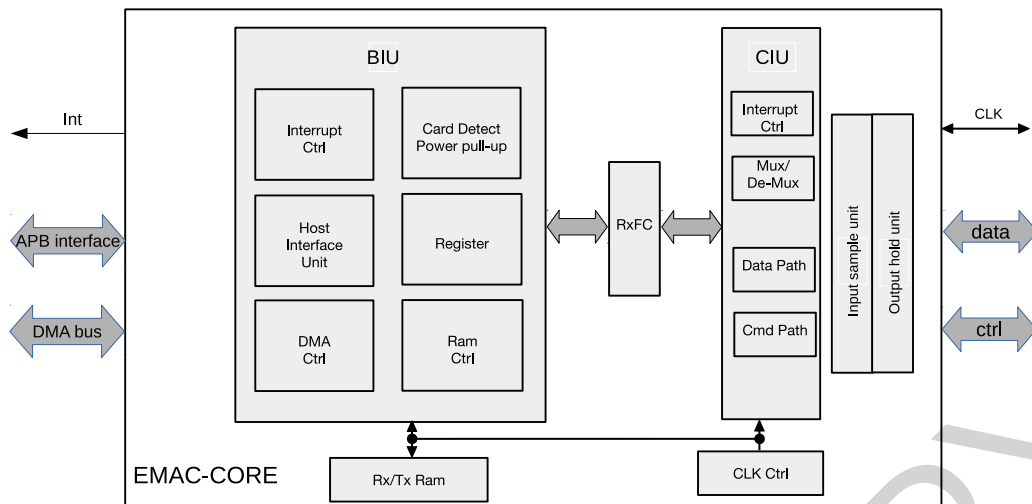 BIU
CIU
Interrupt
Ctrl
Card Detect
Power pull-up
Interrupt
Ctrl
Int
CLK
Mux/
De-Mux
Host
Interface
Unit
Register
RxFC
APB interface
data
Data Path
Input sample unit
Output hold unit
DMA
Ctrl
Ram
Ctrl
Cmd Path
DMA bus
ctrl
EMAC-CORE
Rx/Tx Ram
CLK Ctrl